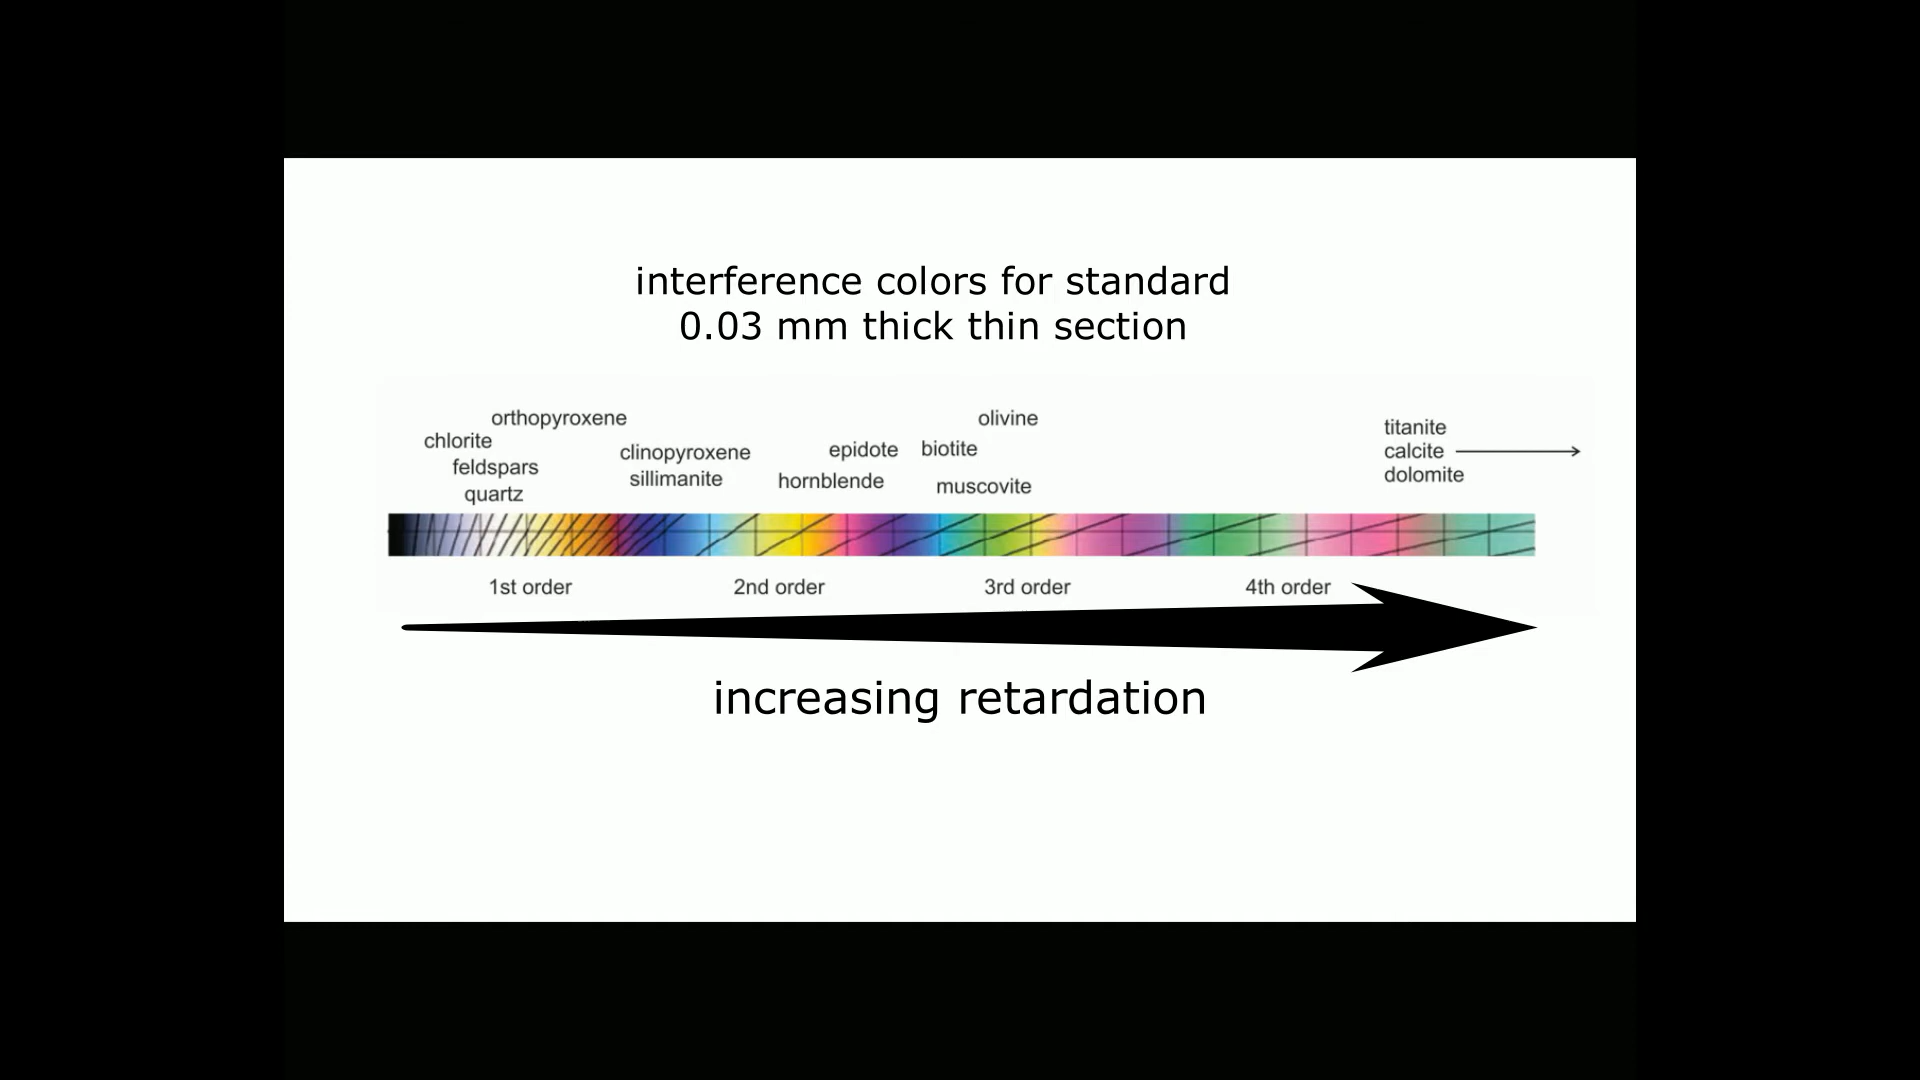 interference colors for standard
0.03 mm thick thin section
orthopyroxene
olivine
chlorite
feldspars
quartz
clinopyroxene
sillimanite
epidote
biotite
hornblende
muscovite
titanite
calcite
dolomite
1st order
2nd order
3rd order
4th order
increasing retardation